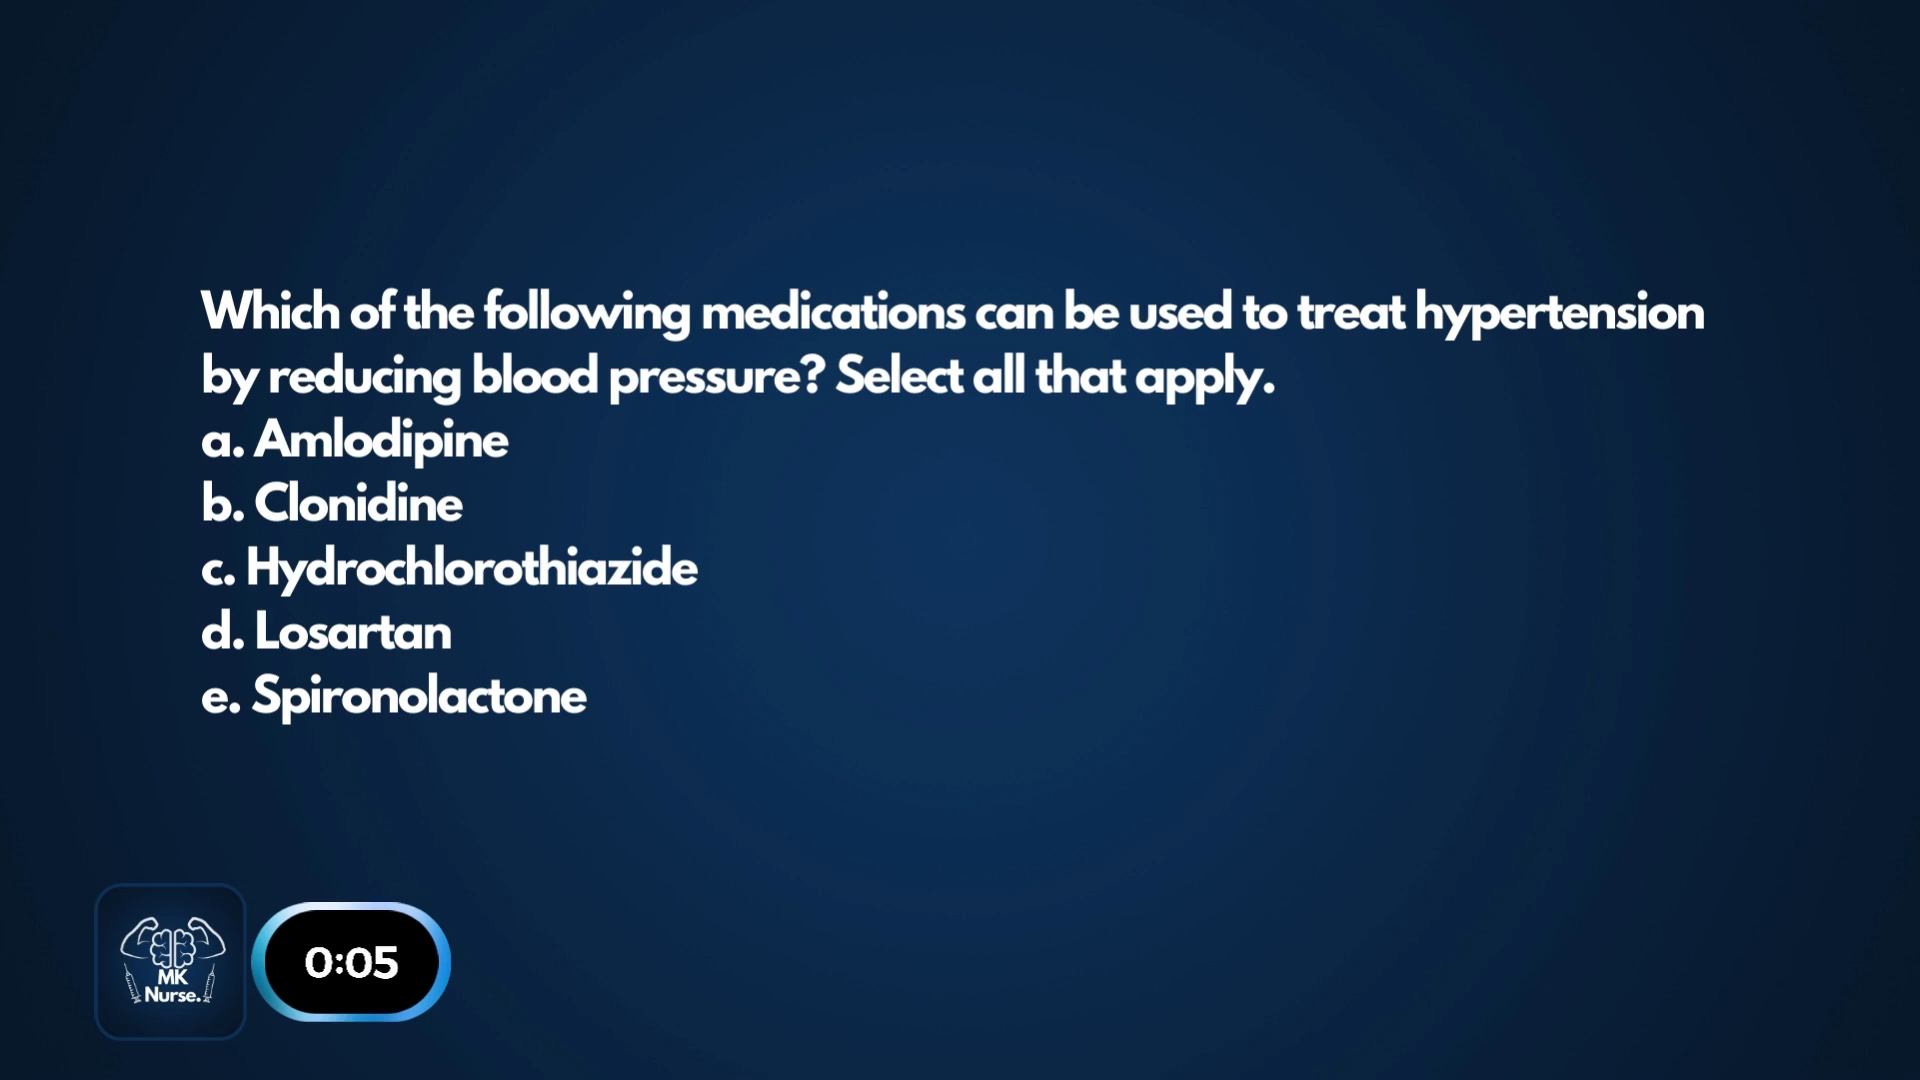 Which of the following medications can be used to treat hypertension
by reducing blood pressure? Select all that apply.
a. Amlodipine
b. Clonidine
c. Hydrochlorothiazide
d. Losartan
e. Spironolactone
MK
Nurse.
0:05